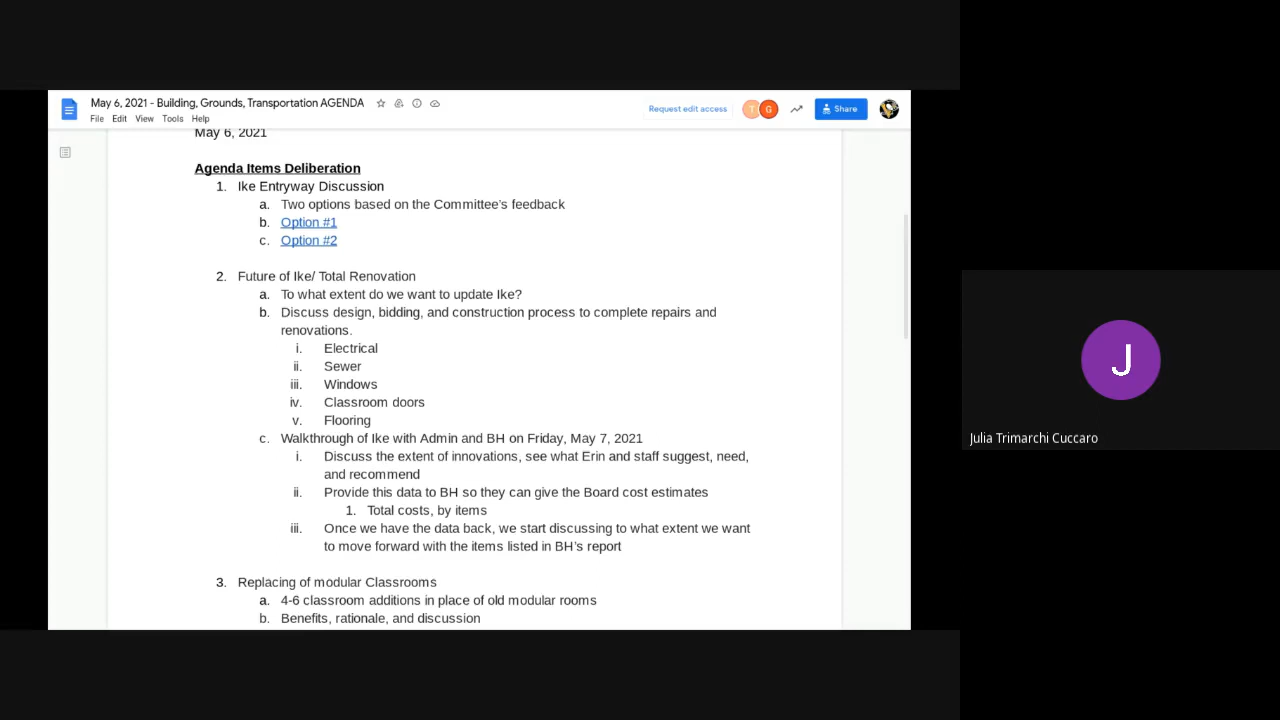 May 6, 2021 - Building, Grounds, Transportation AGENDA
File Edit View Tools Help
Request edit access
T G
Share
May 6, 2021
Agenda Items Deliberation
1. Ike Entryway Discussion
a. Two options based on the Committee's feedback
b. Option #1
c. Option #2
2. Future of Ike/ Total Renovation
a. To what extent do we want to update Ike?
b. Discuss design, bidding, and construction process to complete repairs and
renovations.
i. Electrical
ii. Sewer
iii. Windows
iv. Classroom doors
v. Flooring
c. Walkthrough of Ike with Admin and BH on Friday, May 7, 2021
i. Discuss the extent of innovations, see what Erin and staff suggest, need,
and recommend
ii. Provide this data to BH so they can give the Board cost estimates
1. Total costs, by items
iii. Once we have the data back, we start discussing to what extent we want
to move forward with the items listed in BH's report
3. Replacing of modular Classrooms
a. 4-6 classroom additions in place of old modular rooms
b. Benefits, rationale, and discussion
J
Julia Trimarchi Cuccaro